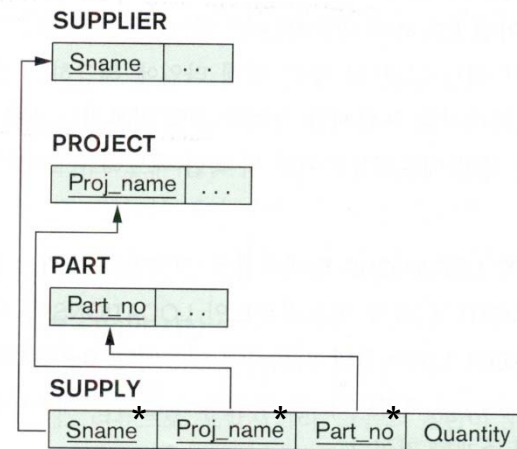 SUPPLIER
Sname ...
PROJECT
Proj_name ...
PART
Part_no ...
SUPPLY
Sname* Proj_name* Part_no* Quantity